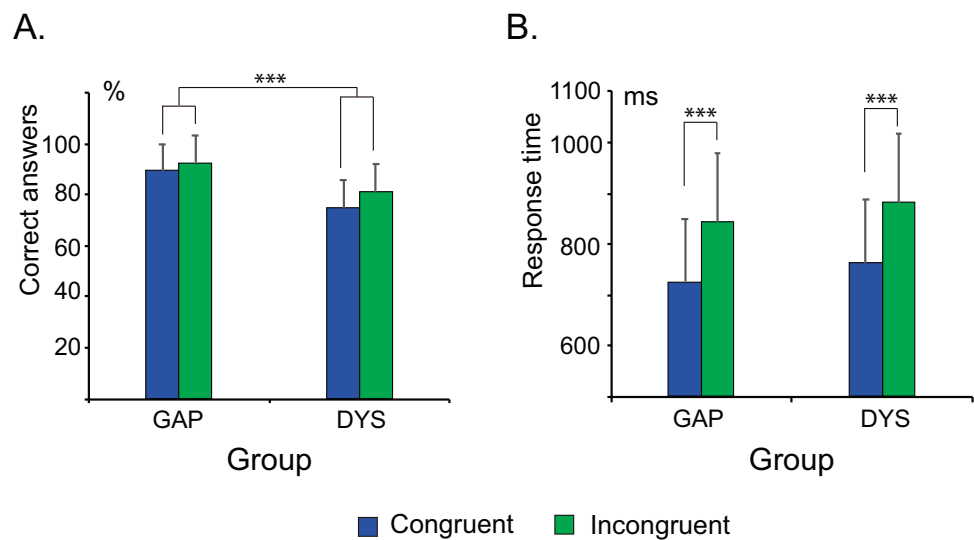 A.
%
***
Correct answers
100
80
60
40
20
GAP
DYS
Group
B.
ms
***
***
Response time
1100
1000
800
600
GAP
DYS
Group
Congruent
Incongruent